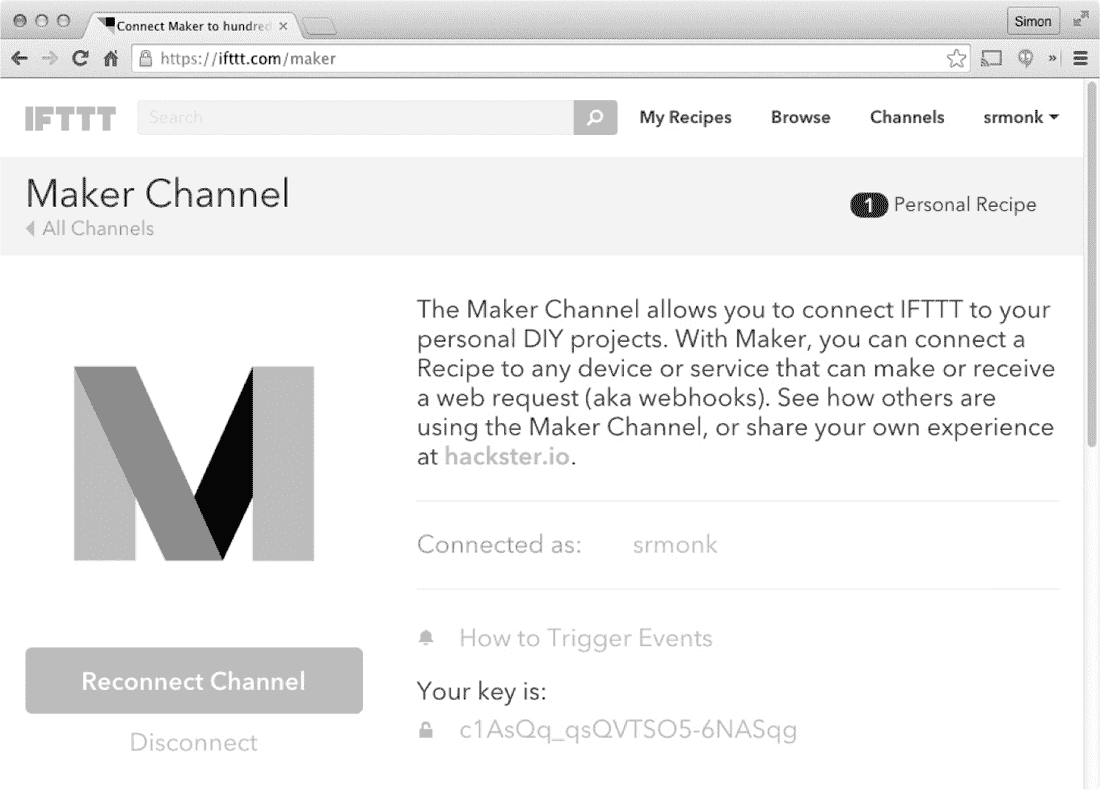 Connect Maker to hundred
Simon
https://ifttt.com/maker
»
IFTTT
Search
My Recipes
Browse
Channels
srmonk
Maker Channel
All Channels
1 Personal Recipe
The Maker Channel allows you to connect IFTTT to your
personal DIY projects. With Maker, you can connect a
Recipe to any device or service that can make or receive
a web request (aka webhooks). See how others are
using the Maker Channel, or share your own experience
at hackster.io.
Connected as: srmonk
How to Trigger Events
Your key is:
c1AsQq_qsQVTSO5-6NASqg
Reconnect Channel
Disconnect